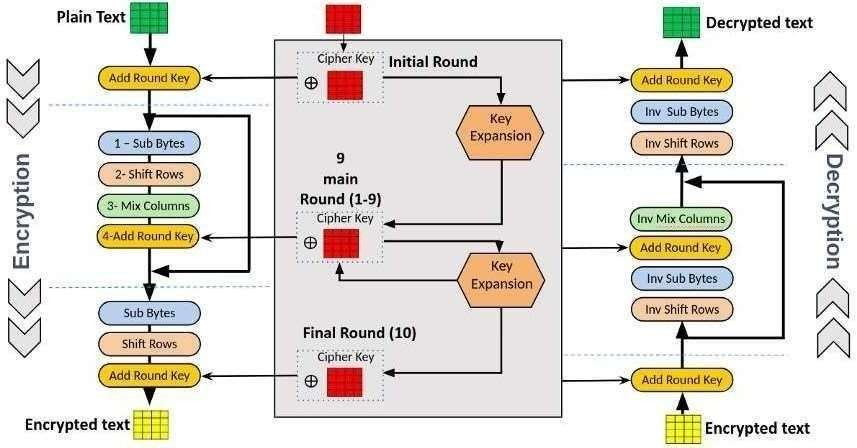 Plain Text
Add Round Key
1 – Sub Bytes
2- Shift Rows
3- Mix Columns
4-Add Round Key
Sub Bytes
Shift Rows
Add Round Key
Encrypted text
Encryption
Cipher Key
Initial Round
Key
Expansion
9
main
Round (1-9)
Cipher Key
Key
Expansion
Final Round (10)
Cipher Key
Decrypted text
Add Round Key
Inv Sub Bytes
Inv Shift Rows
Inv Mix Columns
Add Round Key
Inv Sub Bytes
Inv Shift Rows
Add Round Key
Encrypted text
Decryption